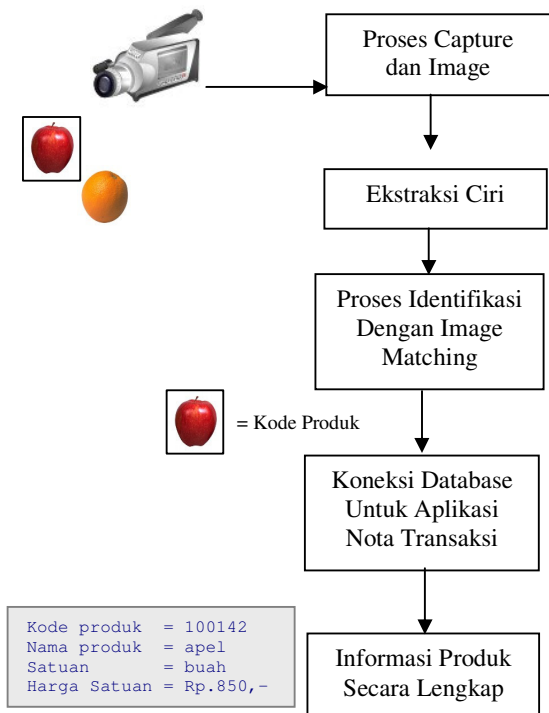 Proses Capture
dan Image
Ekstraksi Ciri
Proses Identifikasi
Dengan Image
Matching
= Kode Produk
Koneksi Database
Untuk Aplikasi
Nota Transaksi
Kode produk = 100142
Nama produk = apel
Satuan = buah
Harga Satuan = Rp.850,-
Informasi Produk
Secara Lengkap